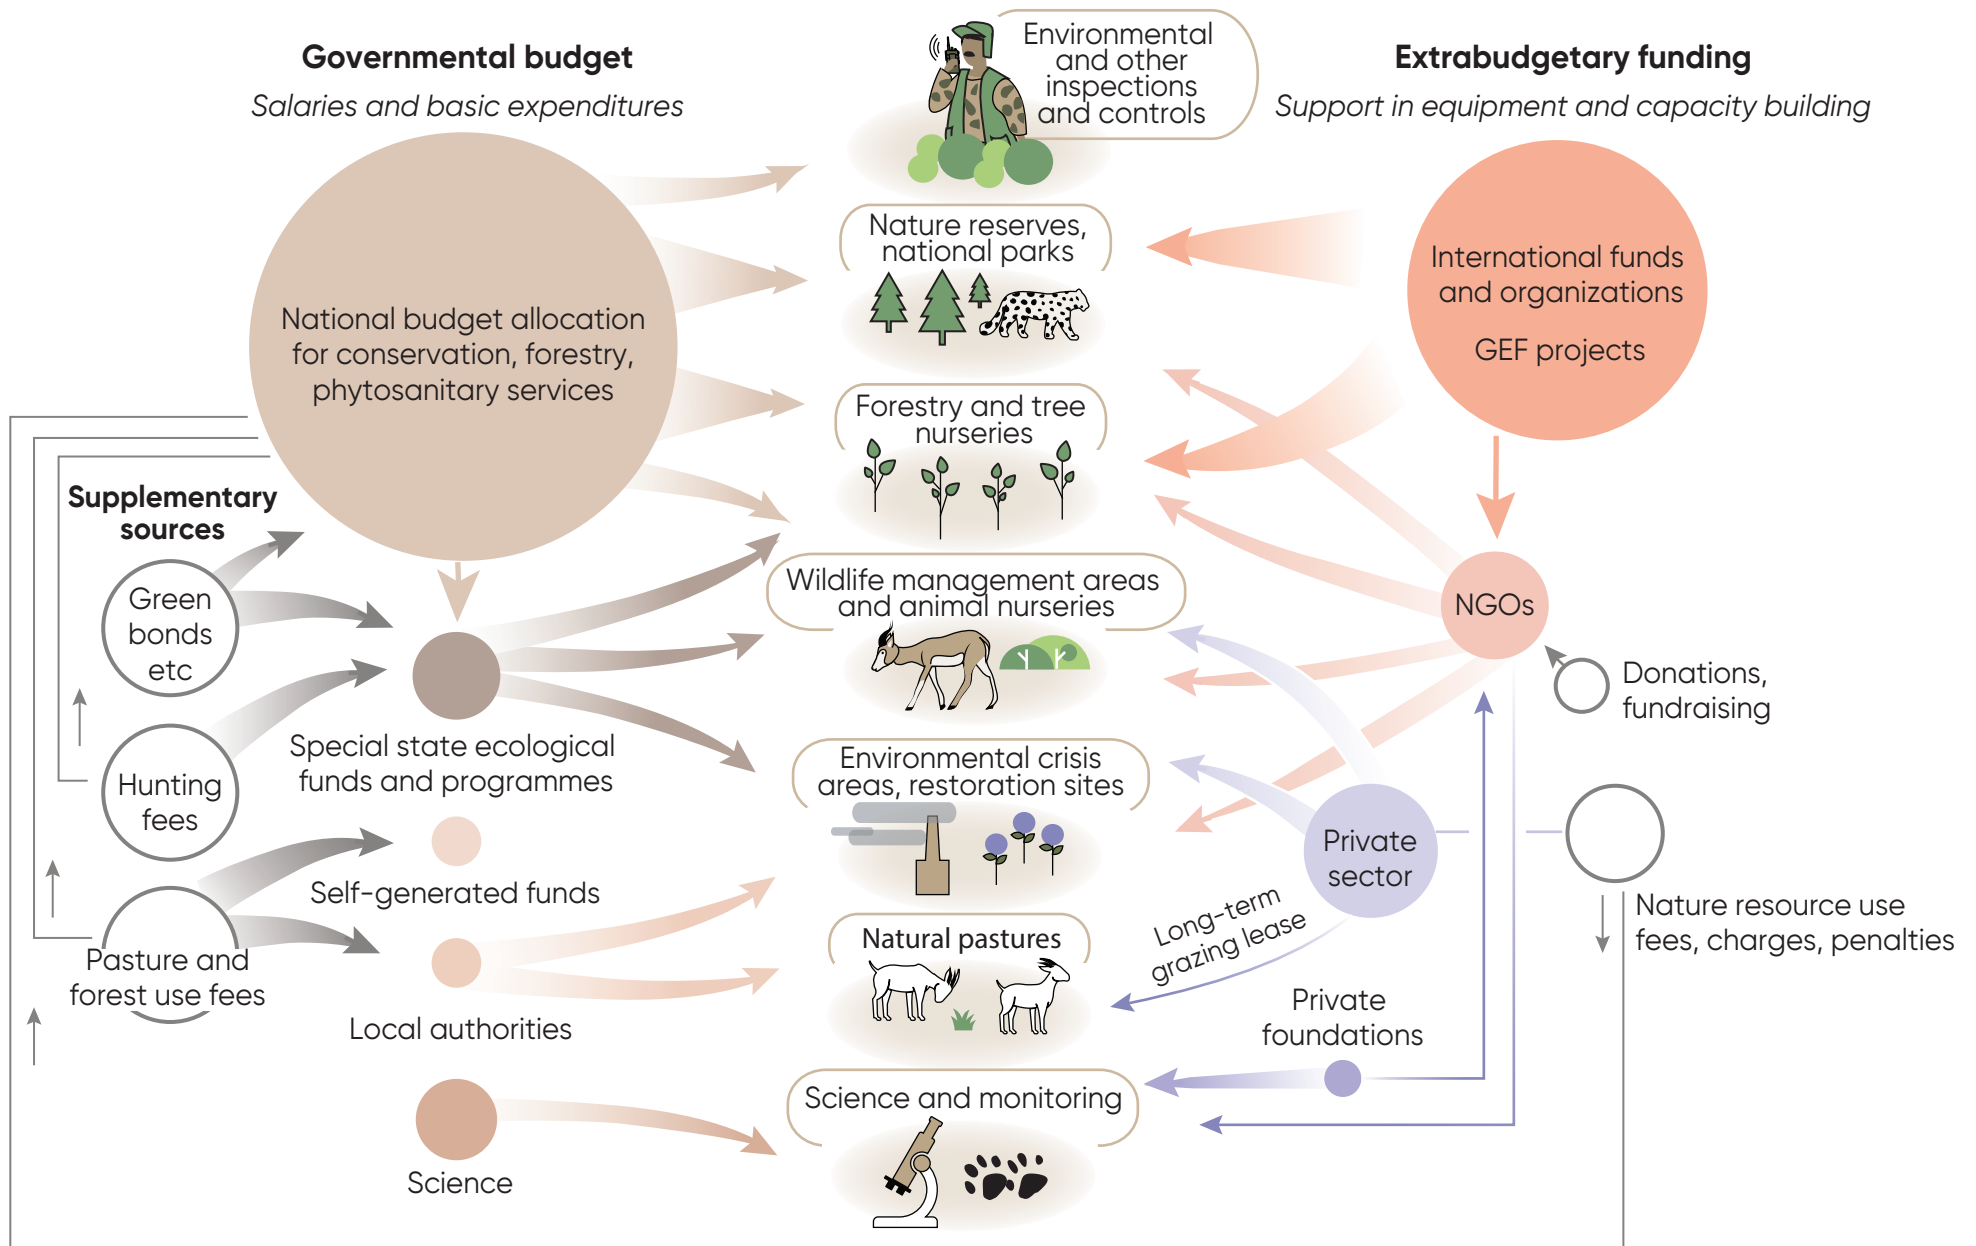 Governmental budget
Salaries and basic expenditures
National budget allocation
for conservation, forestry,
phytosanitary services
Supplementary
sources
Green
bonds
etc
Hunting
fees
Pasture and
forest use fees
Special state ecological
funds and programmes
Self-generated funds
Local authorities
Science
Environmental
and other
inspections
and controls
Nature reserves,
national parks
Forestry and tree
nurseries
Wildlife management areas
and animal nurseries
Environmental crisis
areas, restoration sites
Natural pastures
Science and monitoring
Extrabudgetary funding
Support in equipment and capacity building
International funds
and organizations
GEF projects
NGOs
Donations,
fundraising
Private
sector
Nature resource use
fees, charges, penalties
Long-term
grazing lease
Private
foundations